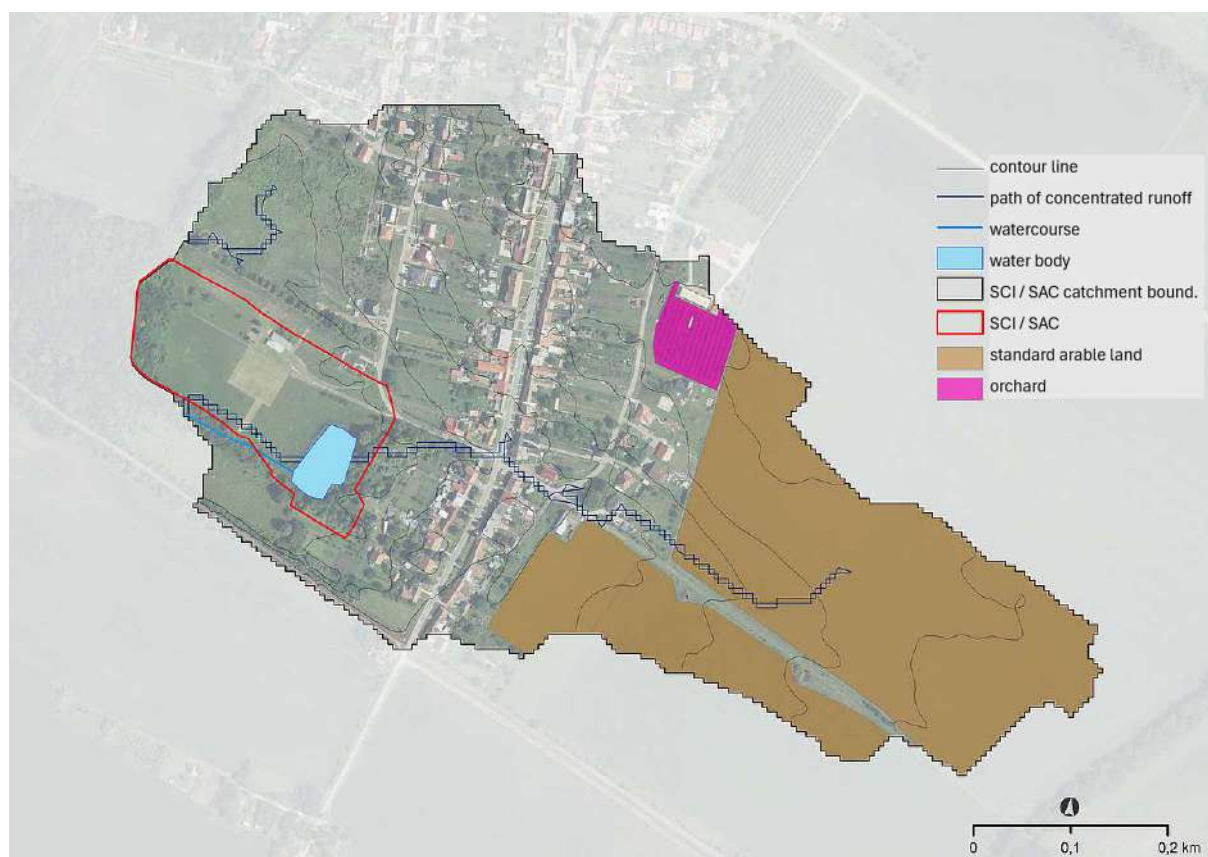 contour line
path of concentrated runoff
watercourse
water body
SCI / SAC catchment bound.
SCI / SAC
standard arable land
orchard
0 0,1 0,2 km